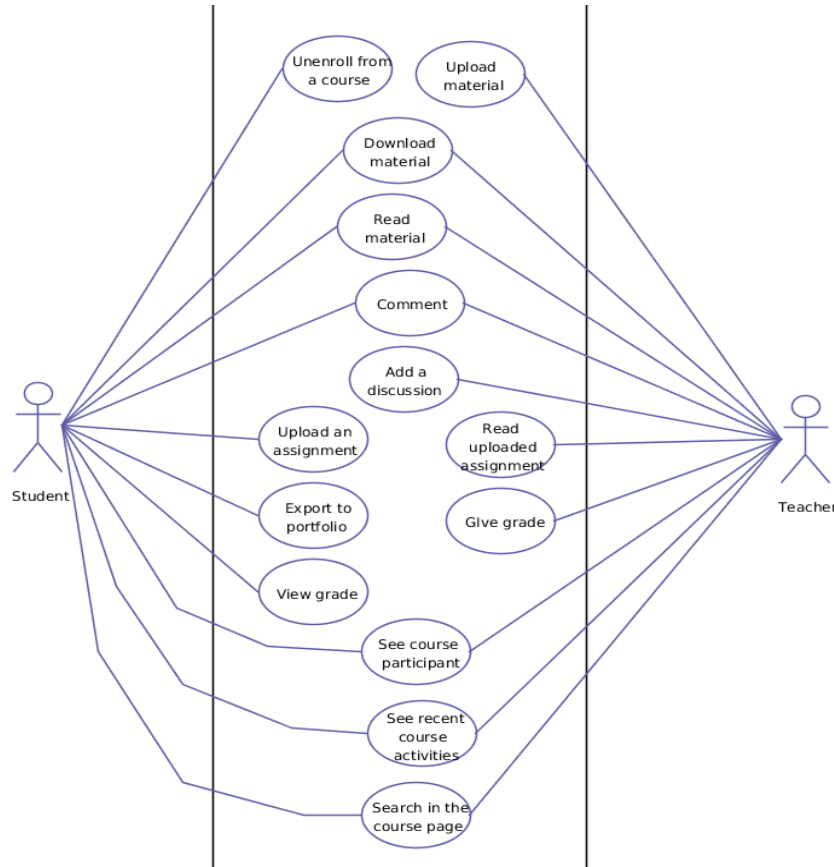 Unenroll from
a course
Upload
material
Download
material
Read
material
Comment
Add a
discussion
Upload an
assignment
Read
uploaded
assignment
Student
Teacher
Export to
portfolio
GIve grade
View grade
See course
participant
See recent
course
activities
Search in the
course page